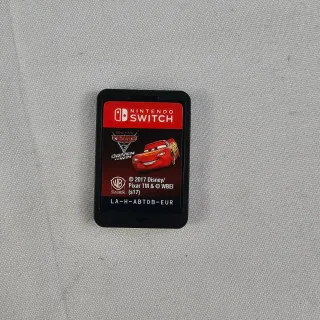 NINTENDO
SWITCH
© 2017 Disney/
Pixar TM & © WBEI
(s17)
LA-H-ABTDB-EUR